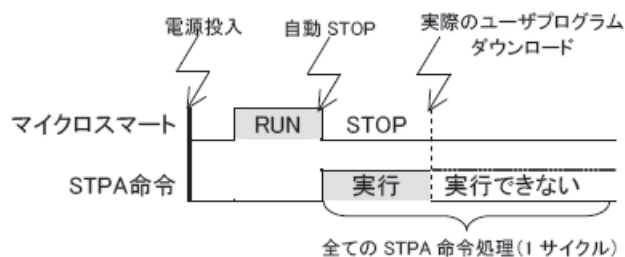 電源投入
自動 STOP
実際のユーザプログラム
ダウンロード
マイクロスマート
RUN
STOP
STPA命令
実行
実行できない
全ての STPA 命令処理(1 サイクル)